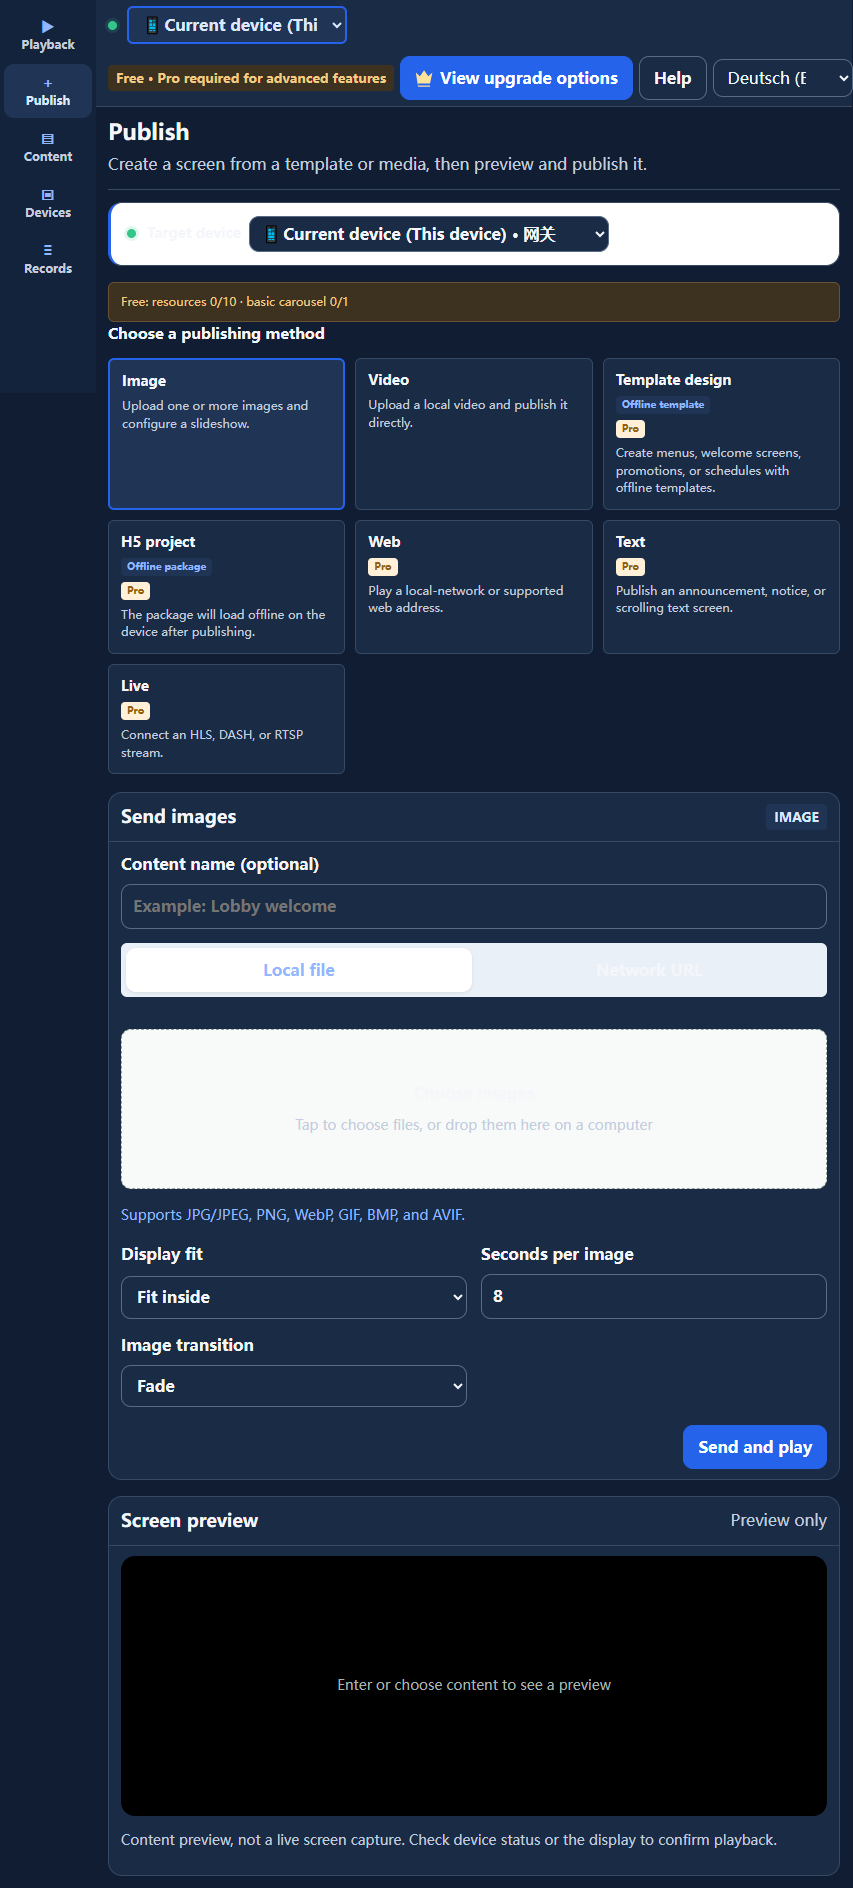 Playback
Publish
Content
Devices
Records
Current device (Thi
Free • Pro required for advanced features
View upgrade options
Help
Deutsch (E
Publish
Create a screen from a template or media, then preview and publish it.
Target device
Current device (This device) • 网关
Free: resources 0/10 · basic carousel 0/1
Choose a publishing method
Image
Upload one or more images and
configure a slideshow.
Video
Upload a local video and publish it
directly.
Template design
Offline template
Pro
Create menus, welcome screens,
promotions, or schedules with
offline templates.
H5 project
Offline package
Pro
The package will load offline on the
device after publishing.
Web
Pro
Play a local-network or supported
web address.
Text
Pro
Publish an announcement, notice, or
scrolling text screen.
Live
Pro
Connect an HLS, DASH, or RTSP
stream.
Send images
IMAGE
Content name (optional)
Example: Lobby welcome
Local file
Network URL
Tap to choose files, or drop them here on a computer
Supports JPG/JPEG, PNG, WebP, GIF, BMP, and AVIF.
Display fit
Seconds per image
Fit inside
8
Image transition
Fade
Send and play
Screen preview
Preview only
Enter or choose content to see a preview
Content preview, not a live screen capture. Check device status or the display to confirm playback.